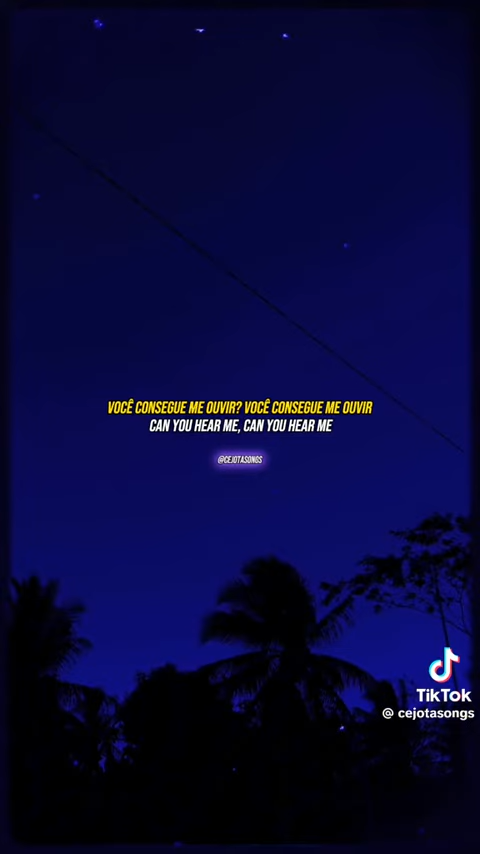 VOCÊ CONSEGUE ME OUVIR? VOCÊ CONSEGUE ME OUVIR
CAN YOU HEAR ME, CAN YOU HEAR ME
@CEJOTASONGS
TikTok
@ cejotasongs